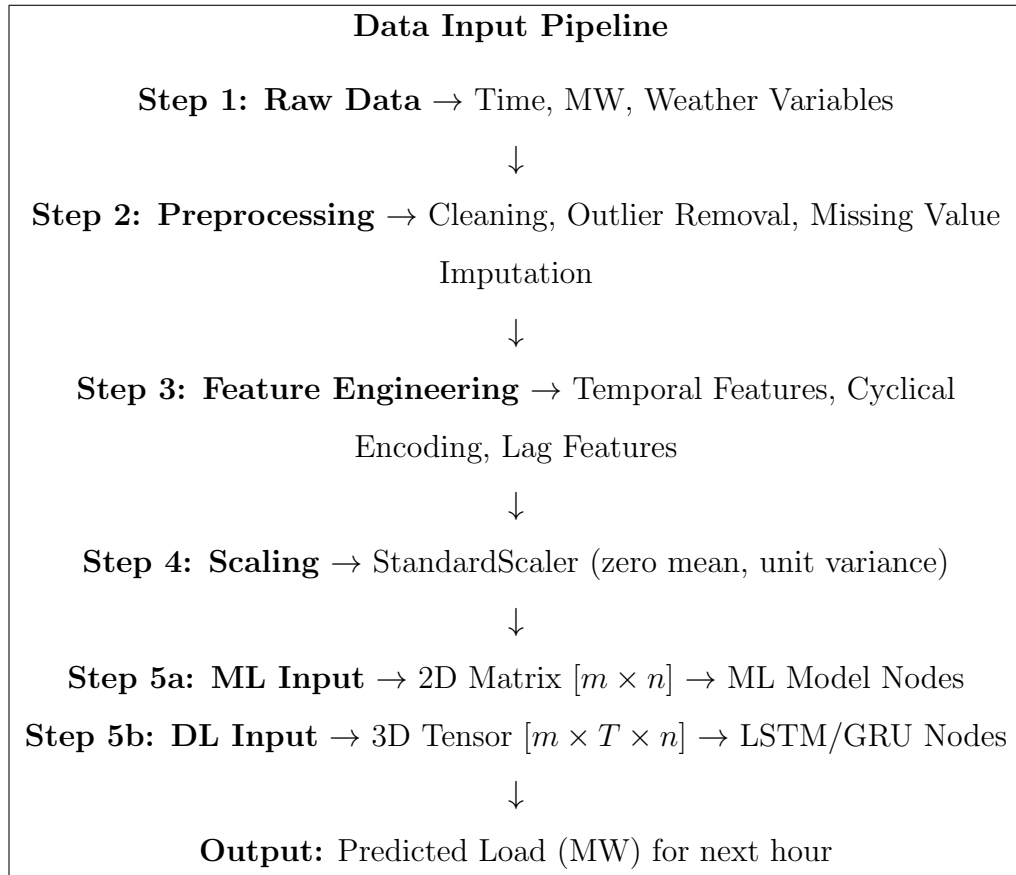 Data Input Pipeline
Step 1: Raw Data → Time, MW, Weather Variables
↓
Step 2: Preprocessing → Cleaning, Outlier Removal, Missing Value
Imputation
↓
Step 3: Feature Engineering → Temporal Features, Cyclical
Encoding, Lag Features
↓
Step 4: Scaling → StandardScaler (zero mean, unit variance)
↓
Step 5a: ML Input → 2D Matrix [m × n] → ML Model Nodes
Step 5b: DL Input → 3D Tensor [m × T × n] → LSTM/GRU Nodes
↓
Output: Predicted Load (MW) for next hour